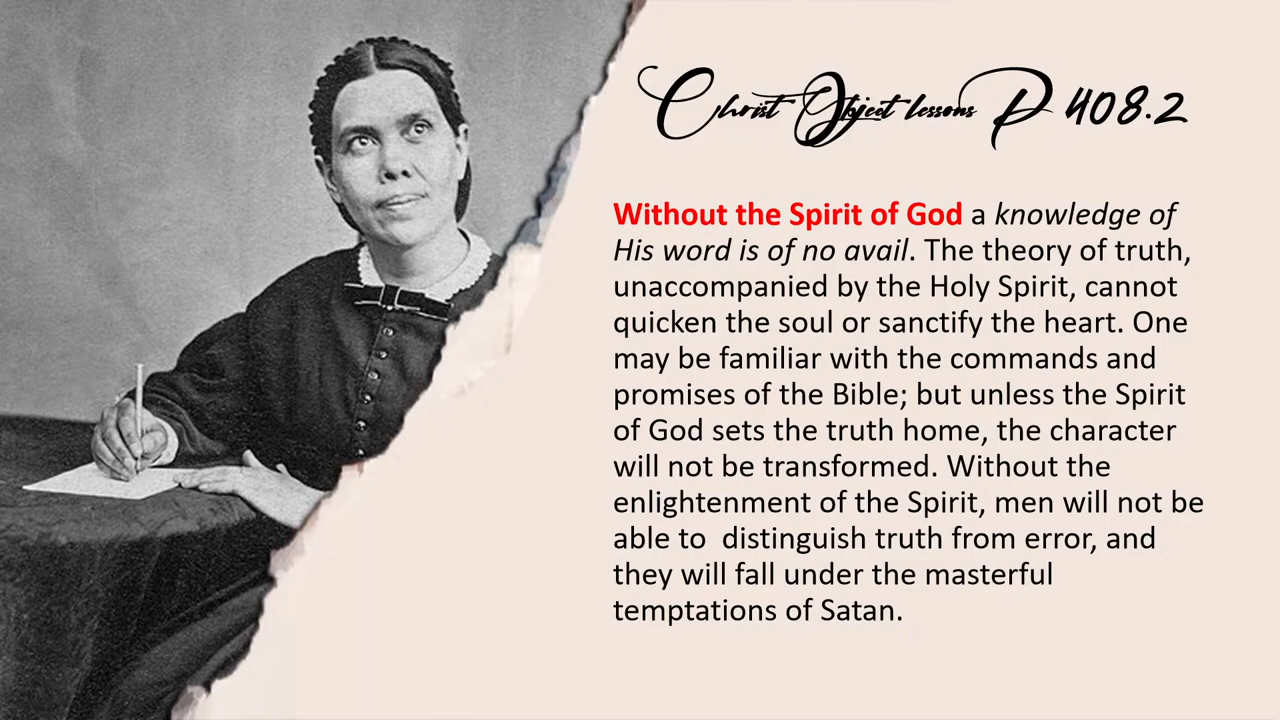 Christ Object lessons P 408.2
Without the Spirit of God a knowledge of
His word is of no avail. The theory of truth,
unaccompanied by the Holy Spirit, cannot
quicken the soul or sanctify the heart. One
may be familiar with the commands and
promises of the Bible; but unless the Spirit
of God sets the truth home, the character
will not be transformed. Without the
enlightenment of the Spirit, men will not be
able to  distinguish truth from error, and
they will fall under the masterful
temptations of Satan.